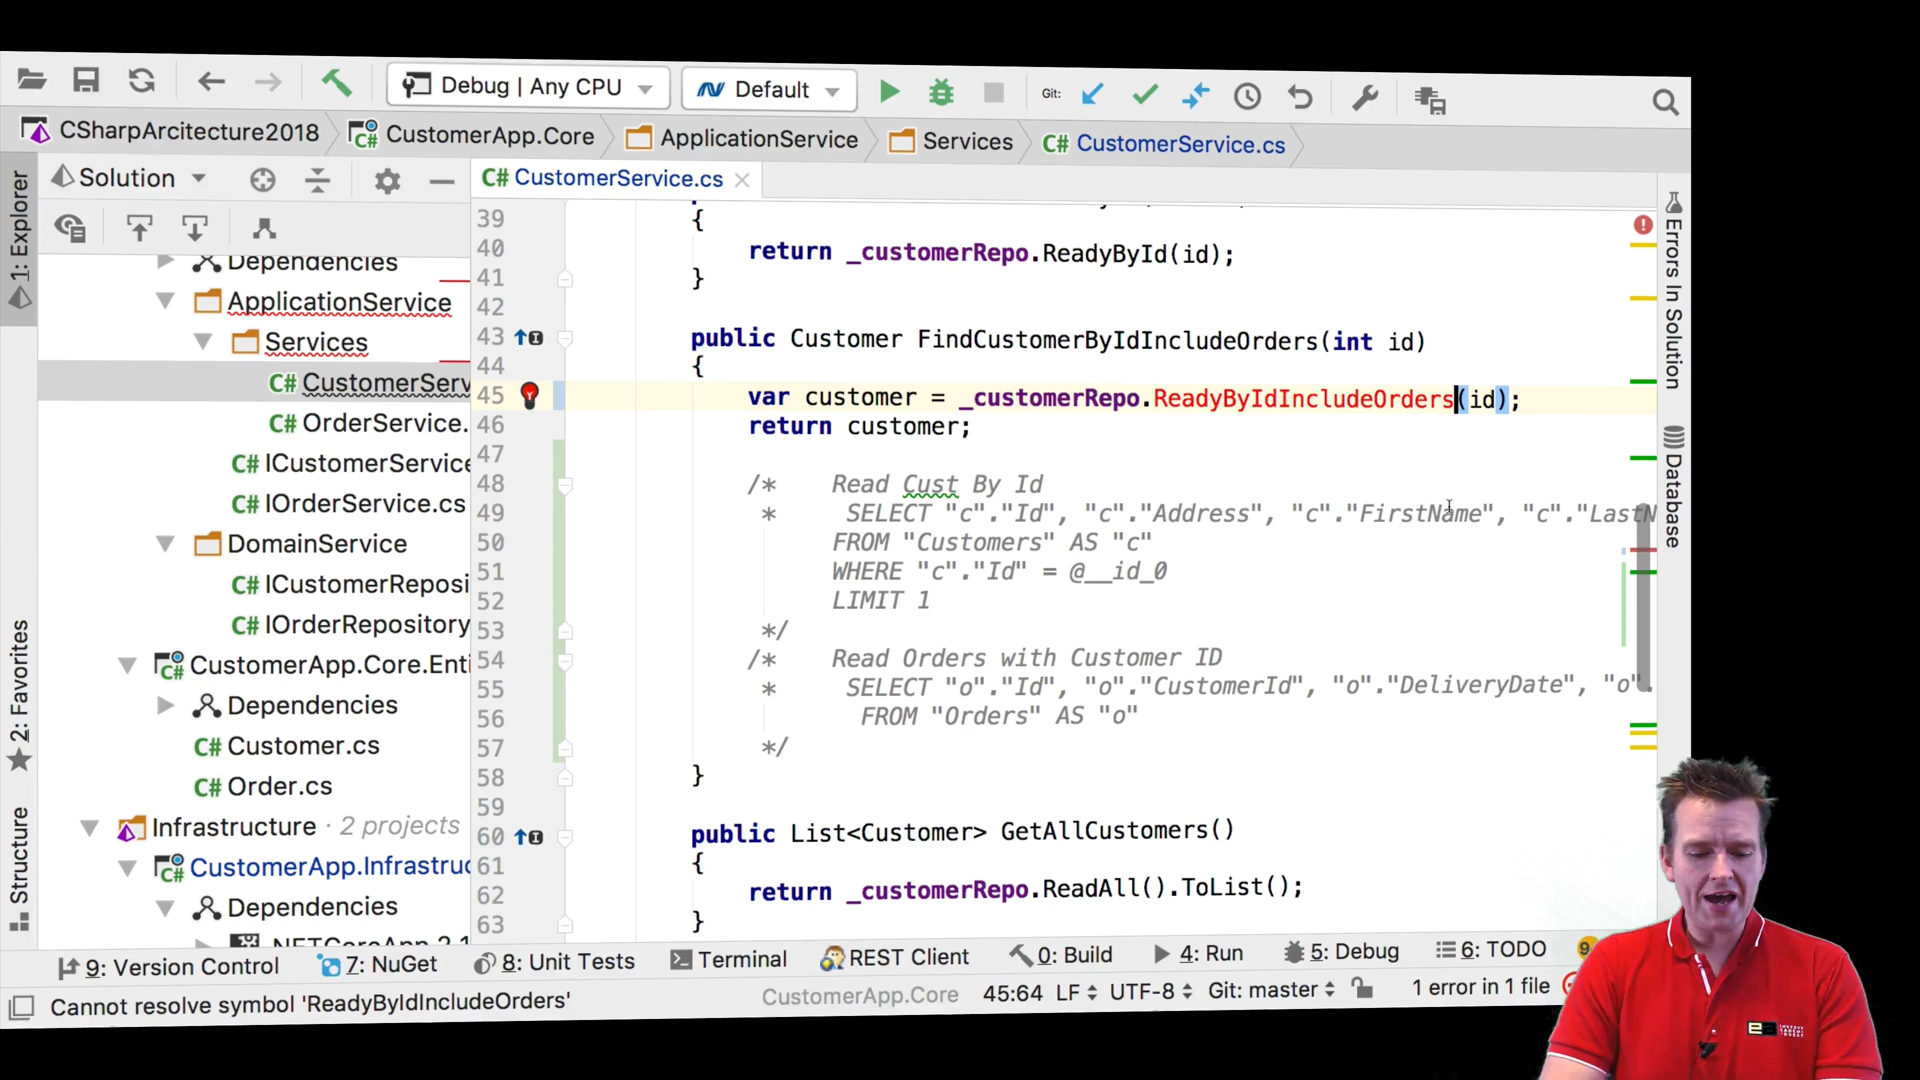 Debug | Any CPU
Default
Git:
CSharpArcitecture2018
CustomerApp.Core
ApplicationService
Services
C# CustomerService.cs
1: Explorer
2: Favorites
Structure
Solution
Dependencies
ApplicationService
Services
C# CustomerServ
C# OrderService.
C# ICustomerService
C# IOrderService.cs
DomainService
C# ICustomerReposi
C# IOrderRepository
CustomerApp.Core.Enti
Dependencies
C# Customer.cs
C# Order.cs
Infrastructure · 2 projects
CustomerApp.Infrastruc
Dependencies
.NETCoreApp 2.1
C# CustomerService.cs
39 {
40 return _customerRepo.ReadyById(id);
41 }
42
43 public Customer FindCustomerByIdIncludeOrders(int id)
44 {
45 var customer = _customerRepo.ReadyByIdIncludeOrders(id);
46 return customer;
47
48 /* Read Cust By Id
49 * SELECT "c"."Id", "c"."Address", "c"."FirstName", "c"."LastN
50 FROM "Customers" AS "c"
51 WHERE "c"."Id" = @__id_0
52 LIMIT 1
53 */
54 /* Read Orders with Customer ID
55 * SELECT "o"."Id", "o"."CustomerId", "o"."DeliveryDate", "o".
56 FROM "Orders" AS "o"
57 */
58 }
59
60 public List<Customer> GetAllCustomers()
61 {
62 return _customerRepo.ReadAll().ToList();
63 }
Errors In Solution
Database
9: Version Control
7: NuGet
8: Unit Tests
Terminal
REST Client
0: Build
4: Run
5: Debug
6: TODO
9
Cannot resolve symbol 'ReadyByIdIncludeOrders'
CustomerApp.Core
45:64
LF
UTF-8
Git: master
1 error in 1 file